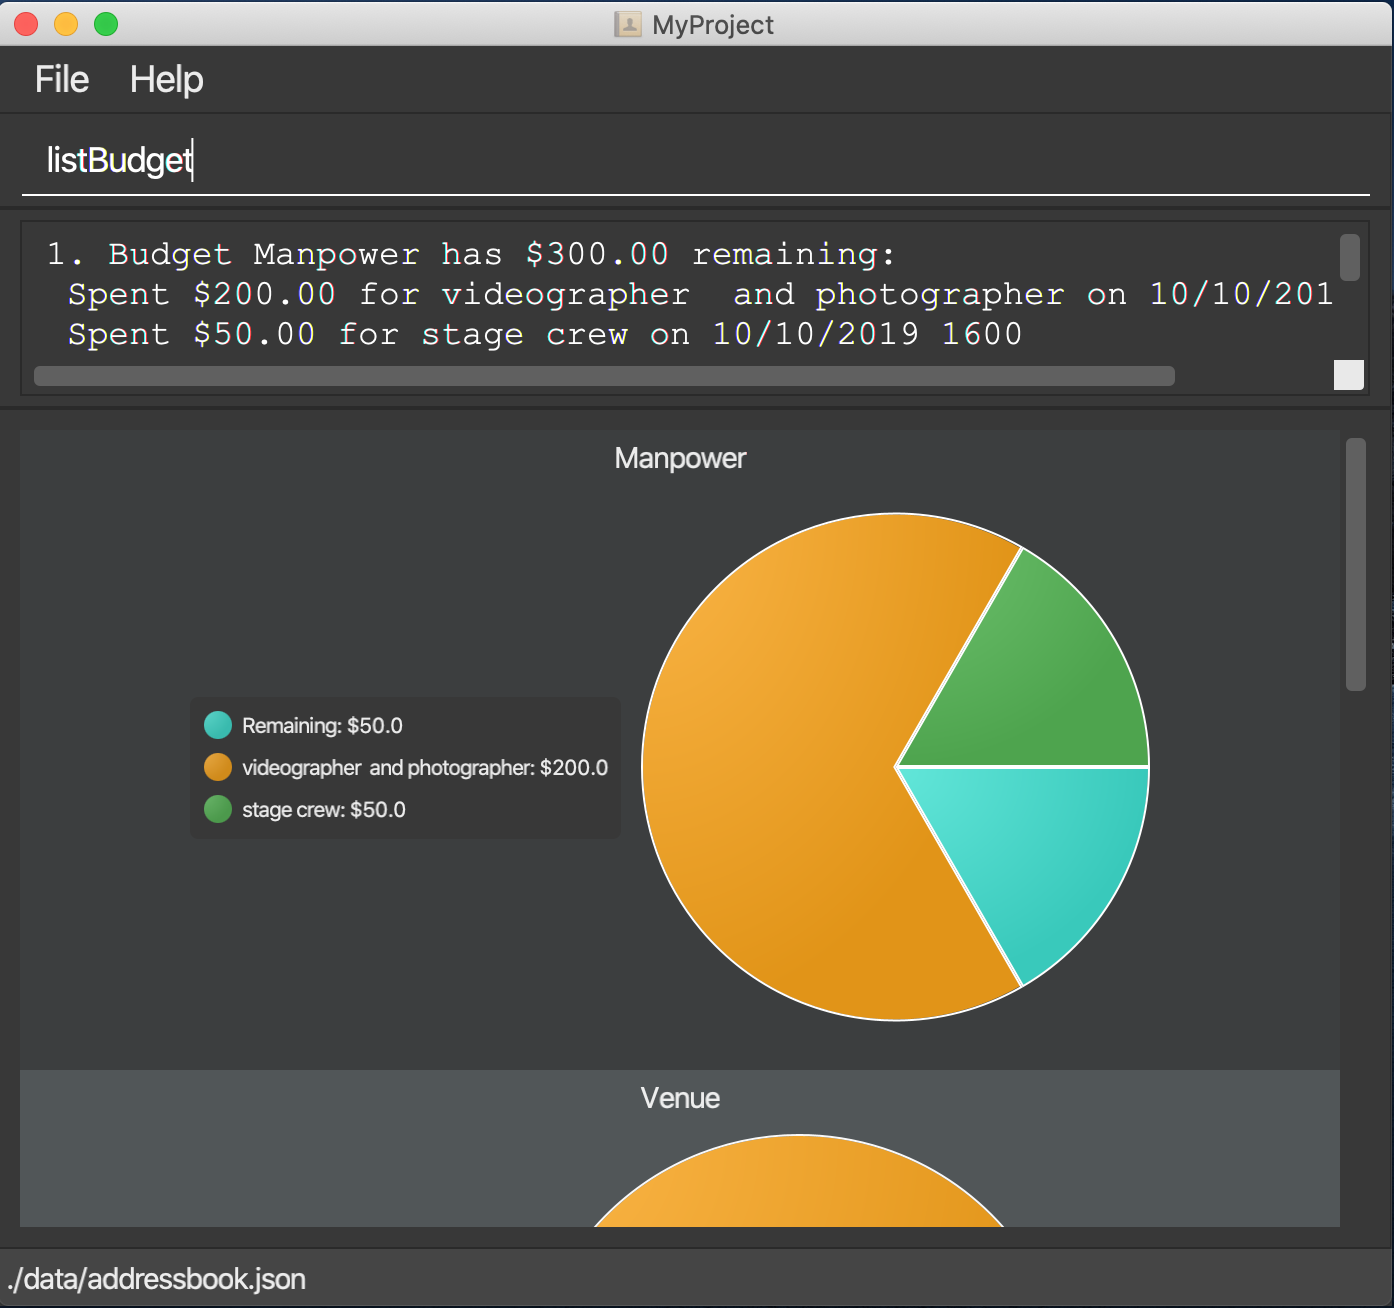 MyProject
File Help
listBudget
1. Budget Manpower has $300.00 remaining:
Spent $200.00 for videographer  and photographer on 10/10/201
Spent $50.00 for stage crew on 10/10/2019 1600
Manpower
Remaining: $50.0
videographer  and photographer: $200.0
stage crew: $50.0
Venue
./data/addressbook.json